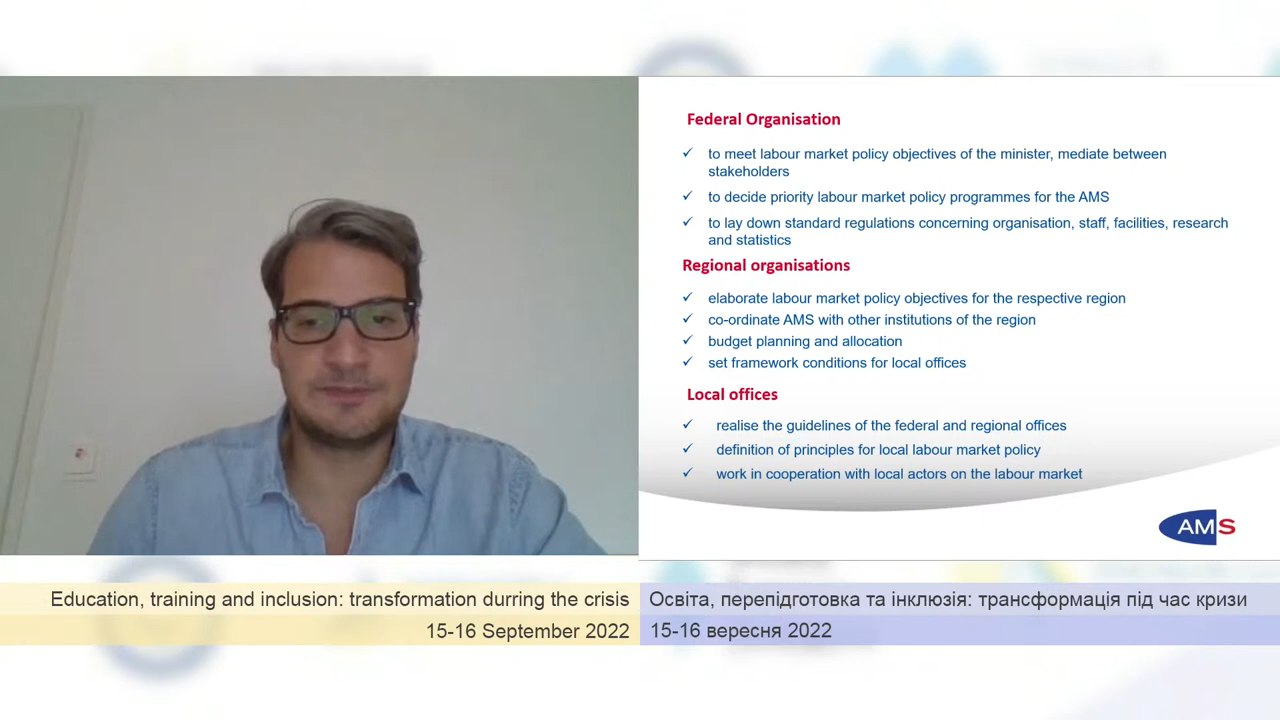 Federal Organisation
✓ to meet labour market policy objectives of the minister, mediate between
stakeholders
✓ to decide priority labour market policy programmes for the AMS
✓ to lay down standard regulations concerning organisation, staff, facilities, research
and statistics
Regional organisations
✓ elaborate labour market policy objectives for the respective region
✓ co-ordinate AMS with other institutions of the region
✓ budget planning and allocation
✓ set framework conditions for local offices
Local offices
✓ realise the guidelines of the federal and regional offices
✓ definition of principles for local labour market policy
✓ work in cooperation with local actors on the labour market
AMS
Education, training and inclusion: transformation durring the crisis
15-16 September 2022
Освіта, перепідготовка та інклюзія: трансформація під час кризи
15-16 вересня 2022